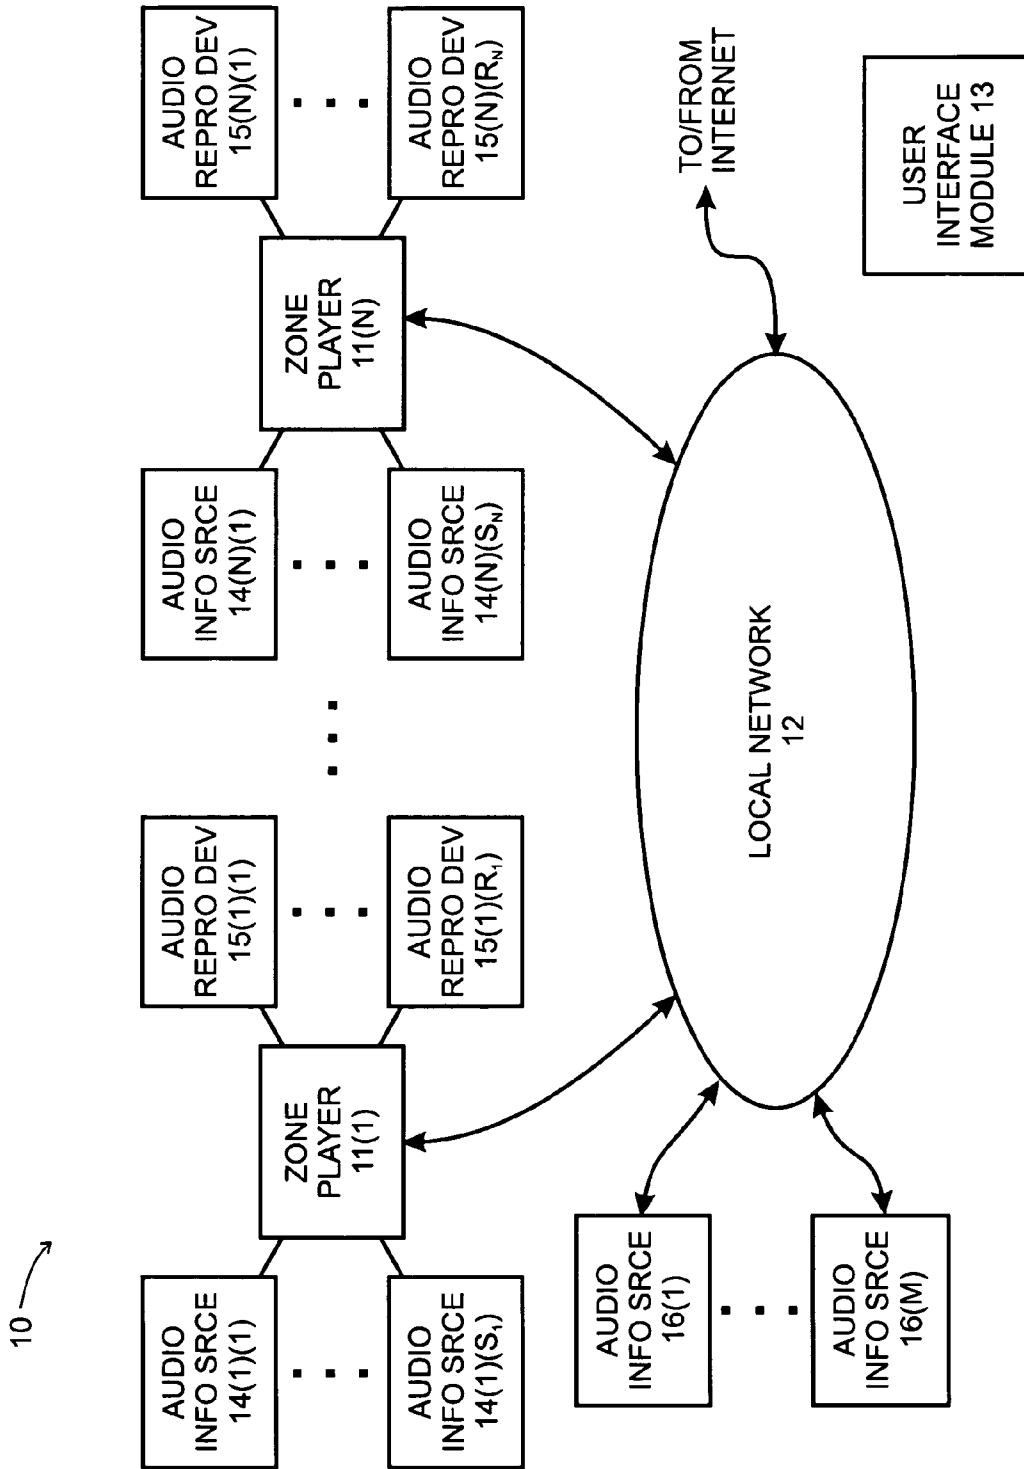 10
AUDIO
INFO SRCE
14(1)(1)
AUDIO
INFO SRCE
14(1)(S₁)
ZONE
PLAYER
11(1)
AUDIO
REPRO DEV
15(1)(1)
AUDIO
REPRO DEV
15(1)(R₁)
AUDIO
INFO SRCE
14(N)(1)
AUDIO
INFO SRCE
14(N)(S_N)
ZONE
PLAYER
11(N)
AUDIO
REPRO DEV
15(N)(1)
AUDIO
REPRO DEV
15(N)(R_N)
AUDIO
INFO SRCE
16(1)
AUDIO
INFO SRCE
16(M)
LOCAL NETWORK
12
TO/FROM
INTERNET
USER
INTERFACE
MODULE 13